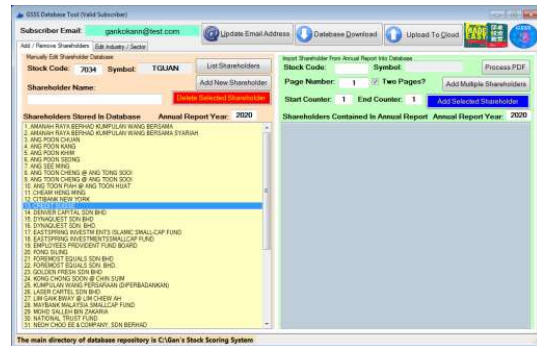 GSSS Database Tool (Valid Subscriber)
Subscriber Email: gankokann@test.com Update Email Address Database Download Upload To Cloud
Add / Remove Shareholders Edit Industry / Sector
Manually Edit Shareholder Database
Stock Code: 7034 Symbol: TGUAN List Shareholders
Add New Shareholder
Shareholder Name:
Delete Selected Shareholder
Shareholders Stored In Database Annual Report Year: 2020
1. AMANAH RAYA BERHAD KUMPULAN WANG BERSAMA
2. AMANAH RAYA BERHAD KUMPULAN WANG BERSAMA SYARIAH
3. ANG POON CHUAN
4. ANG POON KANG
5. ANG POON KHIM
6. ANG POON SEONG
7. ANG SEE MING
8. ANG TOON CHENG @ ANG TONG SOOI
9. ANG TOON CHENG @ ANG TOON SOOI
10. ANG TOON PIAH @ ANG TOON HUAT
11. CHEAM HENG MING
12. CITIBANK NEW YORK
13. CREDIT SUISSE
14. DENVER CAPITAL SDN BHD
15. DYNAQUEST SDN BHD
16. DYNAQUEST SDN. BHD
17. EASTSPRING INVESTM ENTS ISLAMIC SMALL-CAP FUND
18. EASTSPRING INVESTMENTSSMALLCAP FUND
19. EMPLOYEES PROVIDENT FUND BOARD
20. FONG SILING
21. FOREMOST EQUALS SDN BHD
22. FOREMOST EQUALS SDN. BHD.
23. GOLDEN FRESH SDN BHD
24. KONG CHONG SOON @ CHIN SUIM
25. KUMPULAN WANG PERSARAAN (DIPERBADANKAN)
26. LASER CARTEL SDN BHD
27. LIM GAIK BWAY @ LIM CHIEW AH
28. MAYBANK MALAYSIA SMALLCAP FUND
29. MOHD SALLEH BIN ZAKARIA
30. NATIONAL TRUST FUND
31. NEOH CHOO EE & COMPANY, SDN BERHAD
Import Shareholder From Annual Report Into Database
Stock Code: Symbol: Process PDF
Page Number: 1 Two Pages? Add Multiple Shareholders
Start Counter: 1 End Counter: 1 Add Selected Shareholder
Shareholders Contained In Annual Report Annual Report Year: 2020
The main directory of database repository is C:\Gan's Stock Scoring System